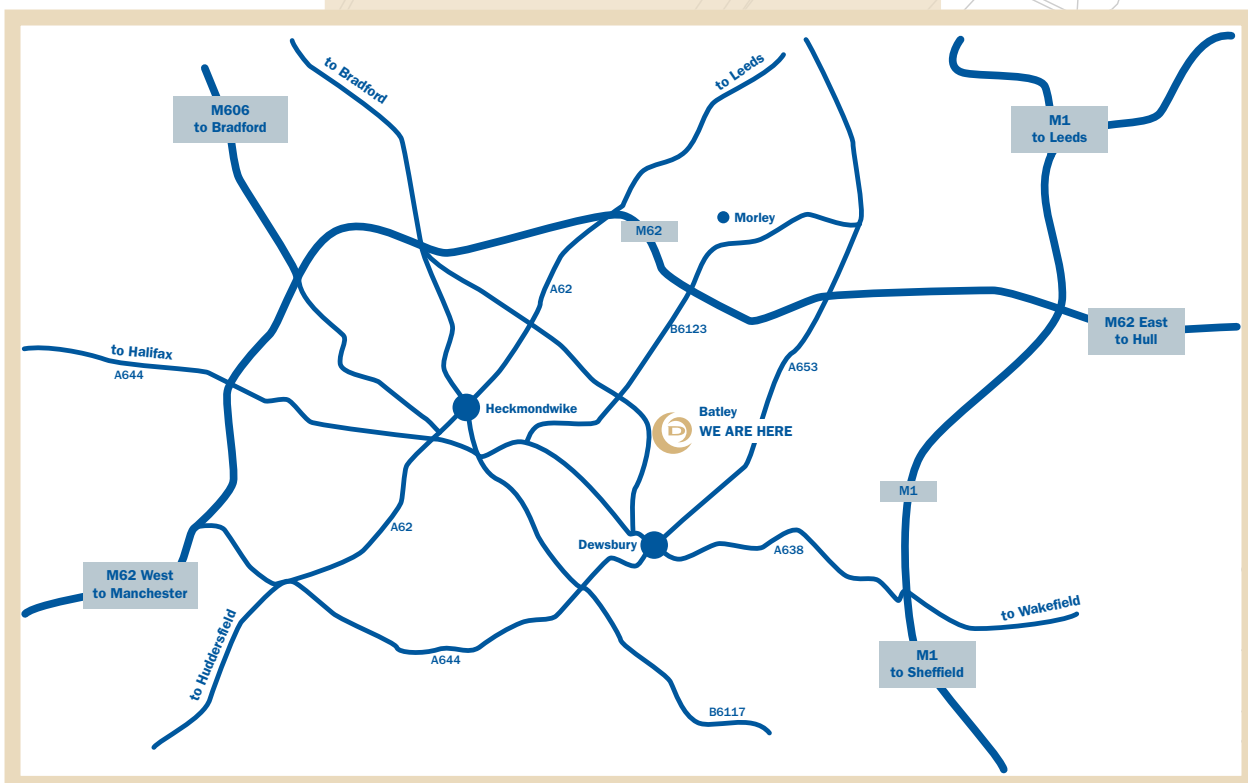 to Bradford
to Leeds
M606
to Bradford
M1
to Leeds
Morley
M62
A62
B6123
M62 East
to Hull
to Halifax
A644
A653
Heckmondwike
Batley
D
WE ARE HERE
M1
A62
Dewsbury
A638
M62 West
to Manchester
to Wakefield
to Huddersfield
A644
M1
to Sheffield
B6117